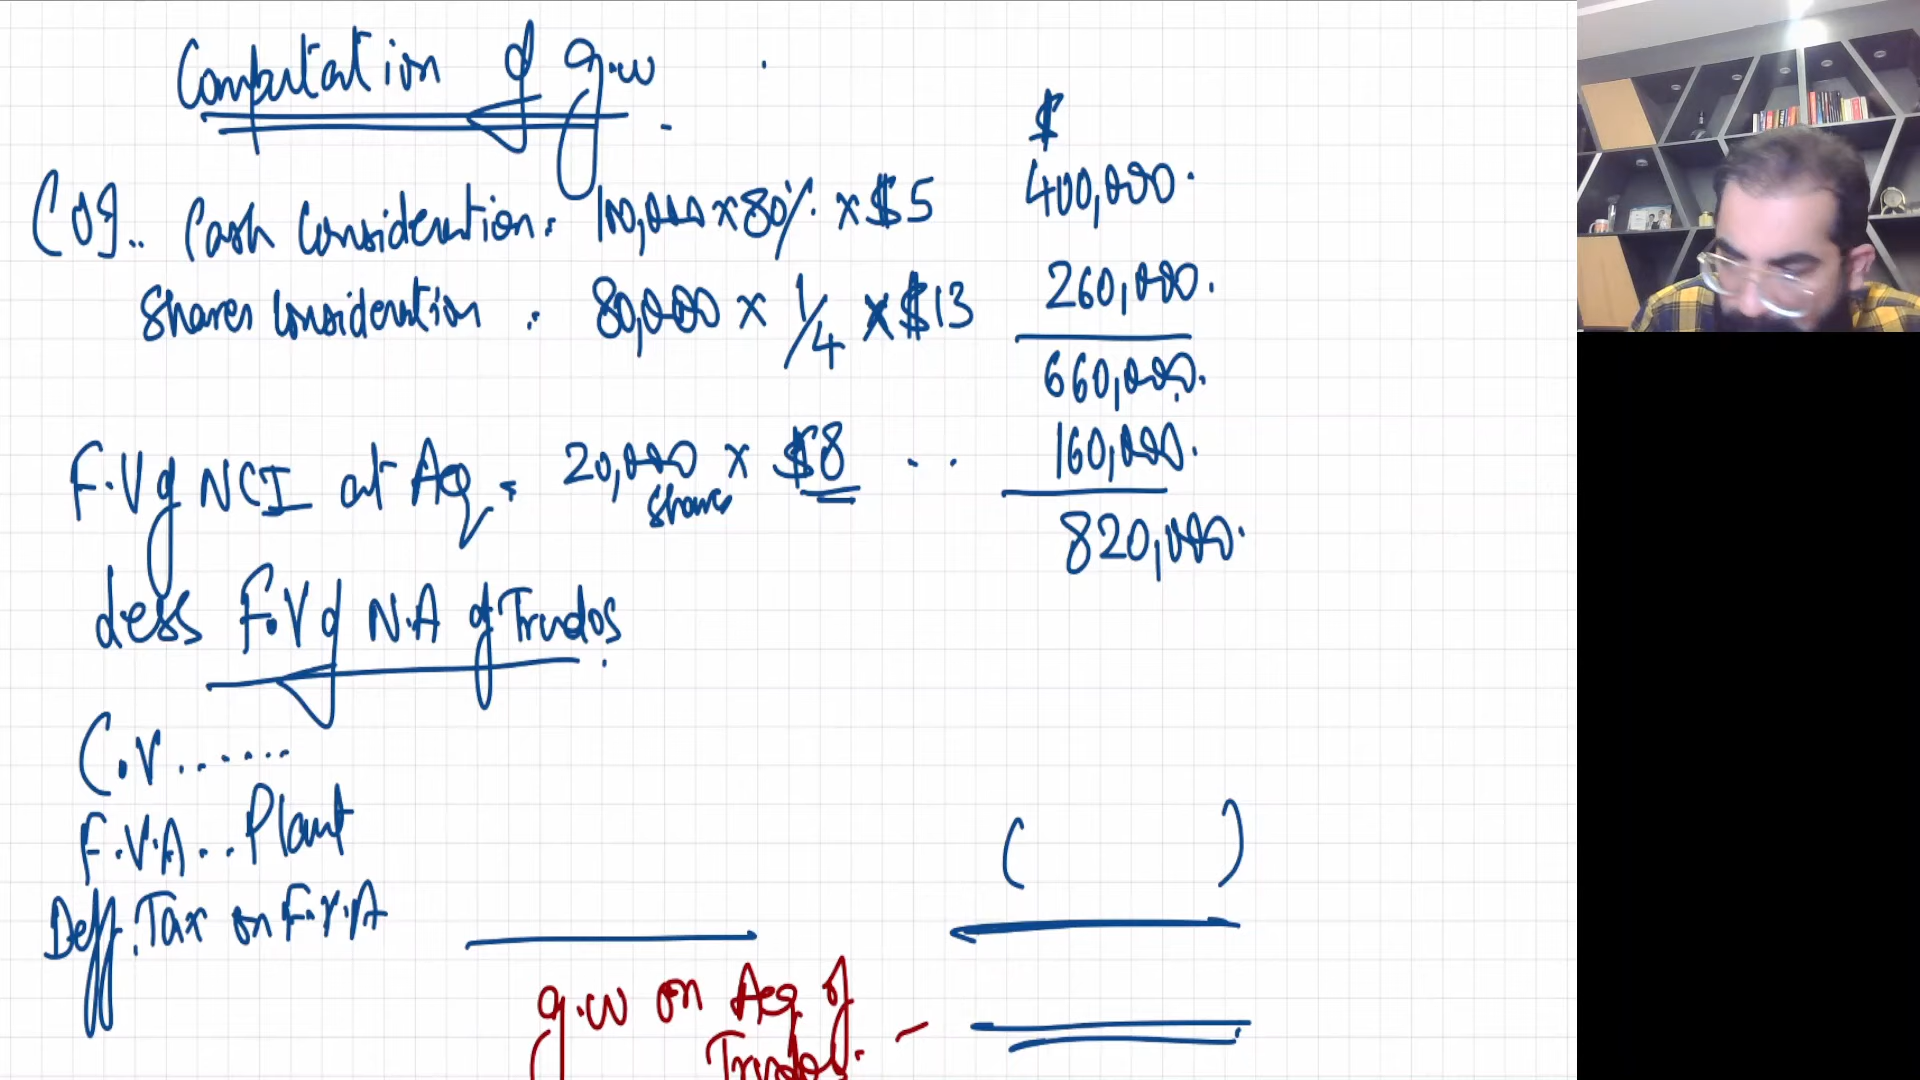 Computation of g.w
$
COI.. Cash Consideration. 100,000 x 80% x $5 400,000.
Shares Consideration. 80,000 x 1/4 x $13 260,000.
660,000.
F.V of NCI at Aq. 20,000 x $8 .. 160,000.
Shares
820,000.
Less F.V of N.A of Trudos
C.V.......
F.V.A.. Plant
( )
Deff. Tax on F.V.A
g.w on Aeq of
Trudos. -